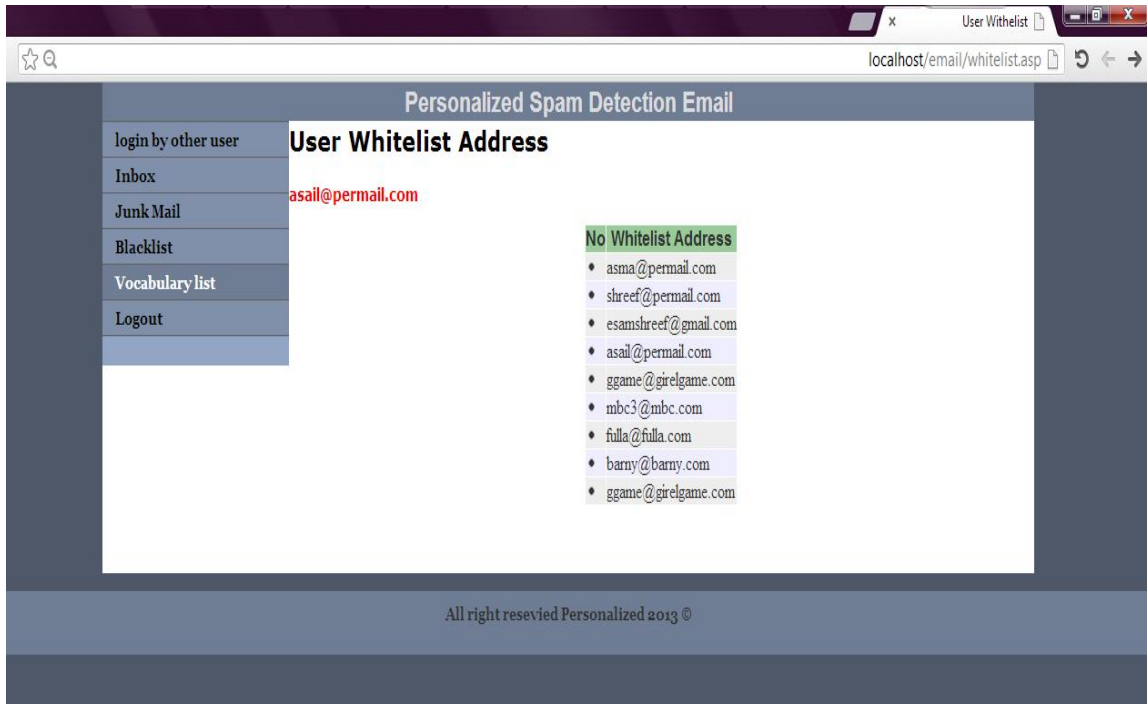 User Withelist
localhost/email/whitelist.asp
Personalized Spam Detection Email
login by other user
Inbox
Junk Mail
Blacklist
Vocabulary list
Logout
User Whitelist Address
asail@permail.com
No Whitelist Address
• asma@permail.com
• shreef@permail.com
• esamshreef@gmail.com
• asail@permail.com
• ggame@girelgame.com
• mbc3@mbc.com
• fulla@fulla.com
• barny@barny.com
• ggame@girelgame.com
All right resevied Personalized 2013 ©